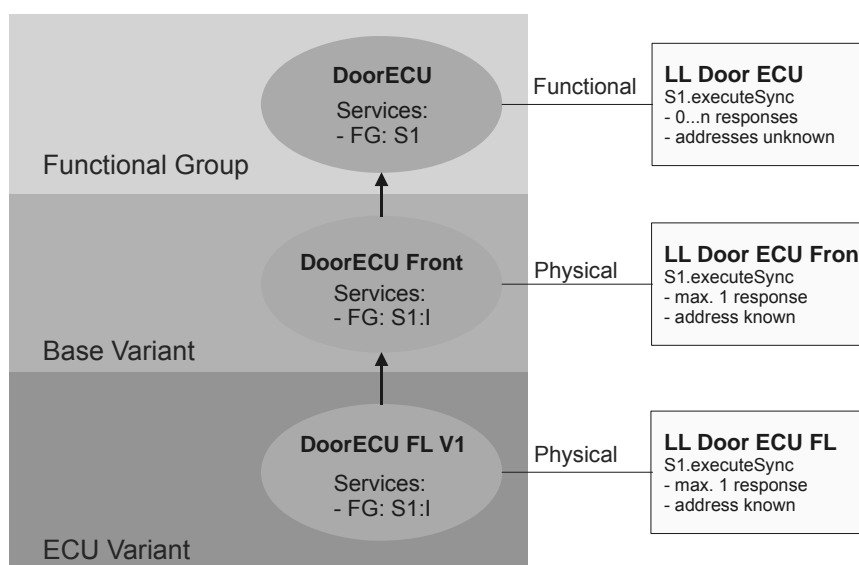 DoorECU
Services:
- FG: S1
Functional Group
Functional
LL Door ECU
S1.executeSync
- 0...n responses
- addresses unknown
DoorECU Front
Services:
- FG: S1:I
Base Variant
Physical
LL Door ECU Fron
S1.executeSync
- max. 1 response
- address known
DoorECU FL V1
Services:
- FG: S1:I
ECU Variant
Physical
LL Door ECU FL
S1.executeSync
- max. 1 response
- address known